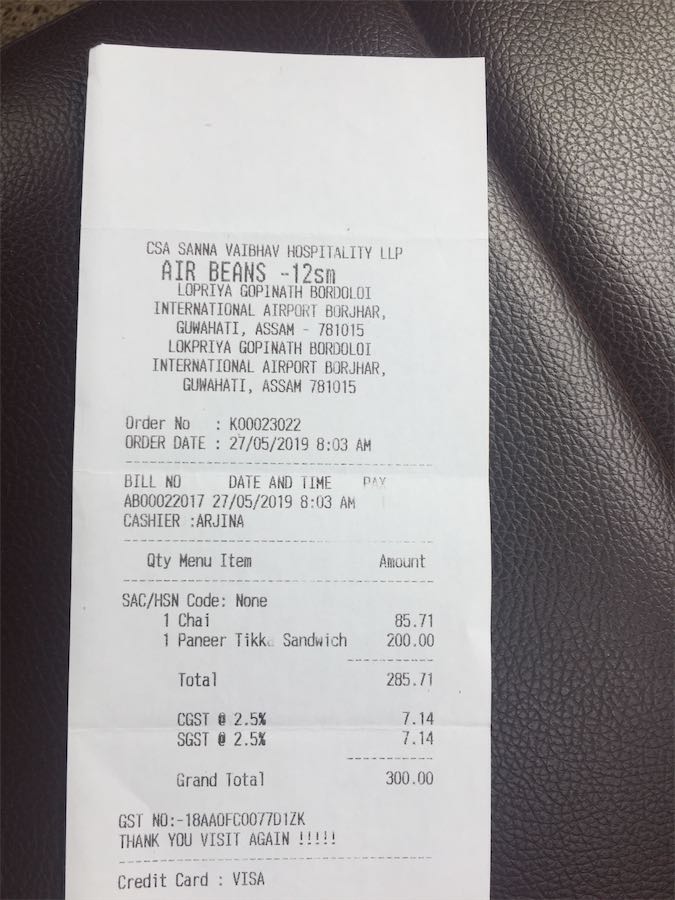 CSA SANNA VAIBHAV HOSPITALITY LLP
AIR BEANS -12sm
LOPRIYA GOPINATH BORDOLOI
INTERNATIONAL AIRPORT BORJHAR,
GUWAHATI, ASSAM - 781015
LOKPRIYA GOPINATH BORDOLOI
INTERNATIONAL AIRPORT BORJHAR,
GUWAHATI, ASSAM 781015
Order No : K00023022
ORDER DATE : 27/05/2019 8:03 AM
BILL NO DATE AND TIME PAX
AB00022017 27/05/2019 8:03 AM 1
CASHIER :ARJINA
Qty Menu Item Amount
SAC/HSN Code: None
1 Chai 85.71
1 Paneer Tikka Sandwich 200.00
Total 285.71
CGST @ 2.5% 7.14
SGST @ 2.5% 7.14
Grand Total 300.00
GST NO:-18AAOFC0077D1ZK
THANK YOU VISIT AGAIN !!!!!
Credit Card : VISA